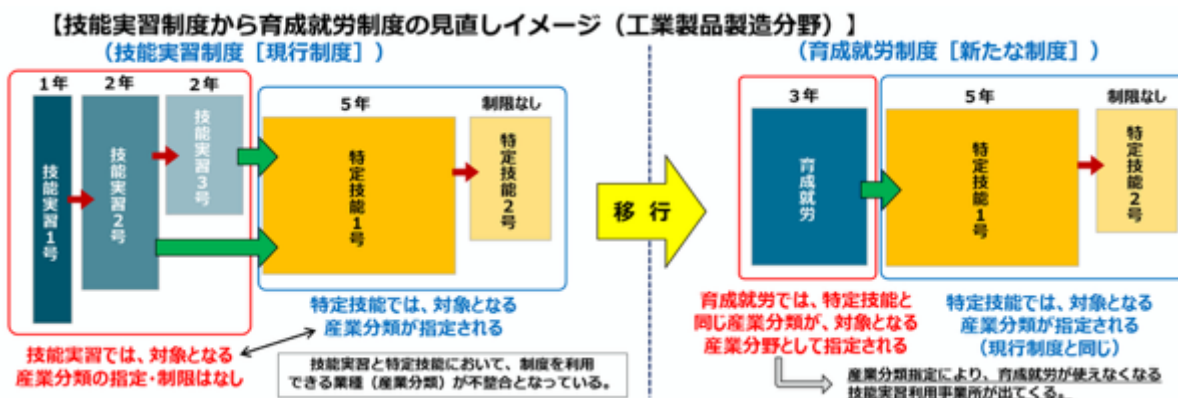 【技能実習制度から育成就労制度の見直しイメージ（工業製品製造分野）】
（技能実習制度［現行制度］）
1年
2年
2年
技能実習1号
技能実習2号
技能実習3号
5年
特定技能1号
制限なし
特定技能2号
特定技能では、対象となる
産業分類が指定される
技能実習では、対象となる
産業分類の指定・制限はなし
技能実習と特定技能において、制度を利用
できる業種（産業分類）が不整合となっている。
移行
（育成就労制度［新たな制度］）
3年
育成就労
5年
特定技能1号
制限なし
特定技能2号
育成就労では、特定技能と
同じ産業分類が、対象となる
産業分野として指定される
特定技能では、対象となる
産業分類が指定される
（現行制度と同じ）
産業分類指定により、育成就労が使えなくなる
技能実習利用事業所が出てくる。